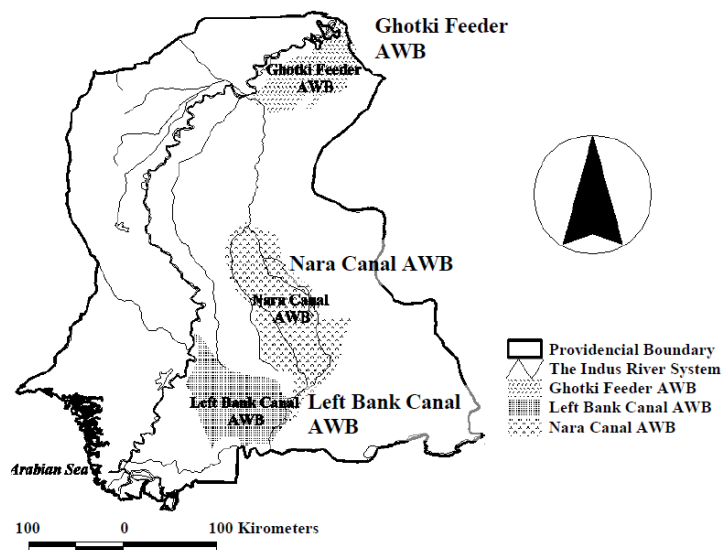 Ghotki Feeder
AWB
Ghotki Feeder
AWB
Nara Canal AWB
Nara Canal
AWB
Left Bank Canal
AWB
Left Bank Canal
AWB
Arabian Sea
Providencial Boundary
The Indus River System
Ghotki Feeder AWB
Left Bank Canal AWB
Nara Canal AWB
100 0 100 Kirometers